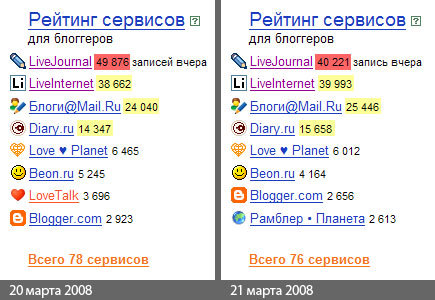 Рейтинг сервисов ?
для блоггеров
LiveJournal 49 876 записей вчера
Li LiveInternet 38 662
Блоги@Mail.Ru 24 040
Diary.ru 14 347
Love ♥ Planet 6 465
Beon.ru 5 245
LoveTalk 3 696
Blogger.com 2 923
Всего 78 сервисов
20 марта 2008
Рейтинг сервисов ?
для блоггеров
LiveJournal 40 221 запись вчера
Li LiveInternet 39 993
Блоги@Mail.Ru 25 446
Diary.ru 15 658
Love ♥ Planet 6 012
Beon.ru 4 164
Blogger.com 2 656
Рамблер • Планета 2 613
Всего 76 сервисов
21 марта 2008